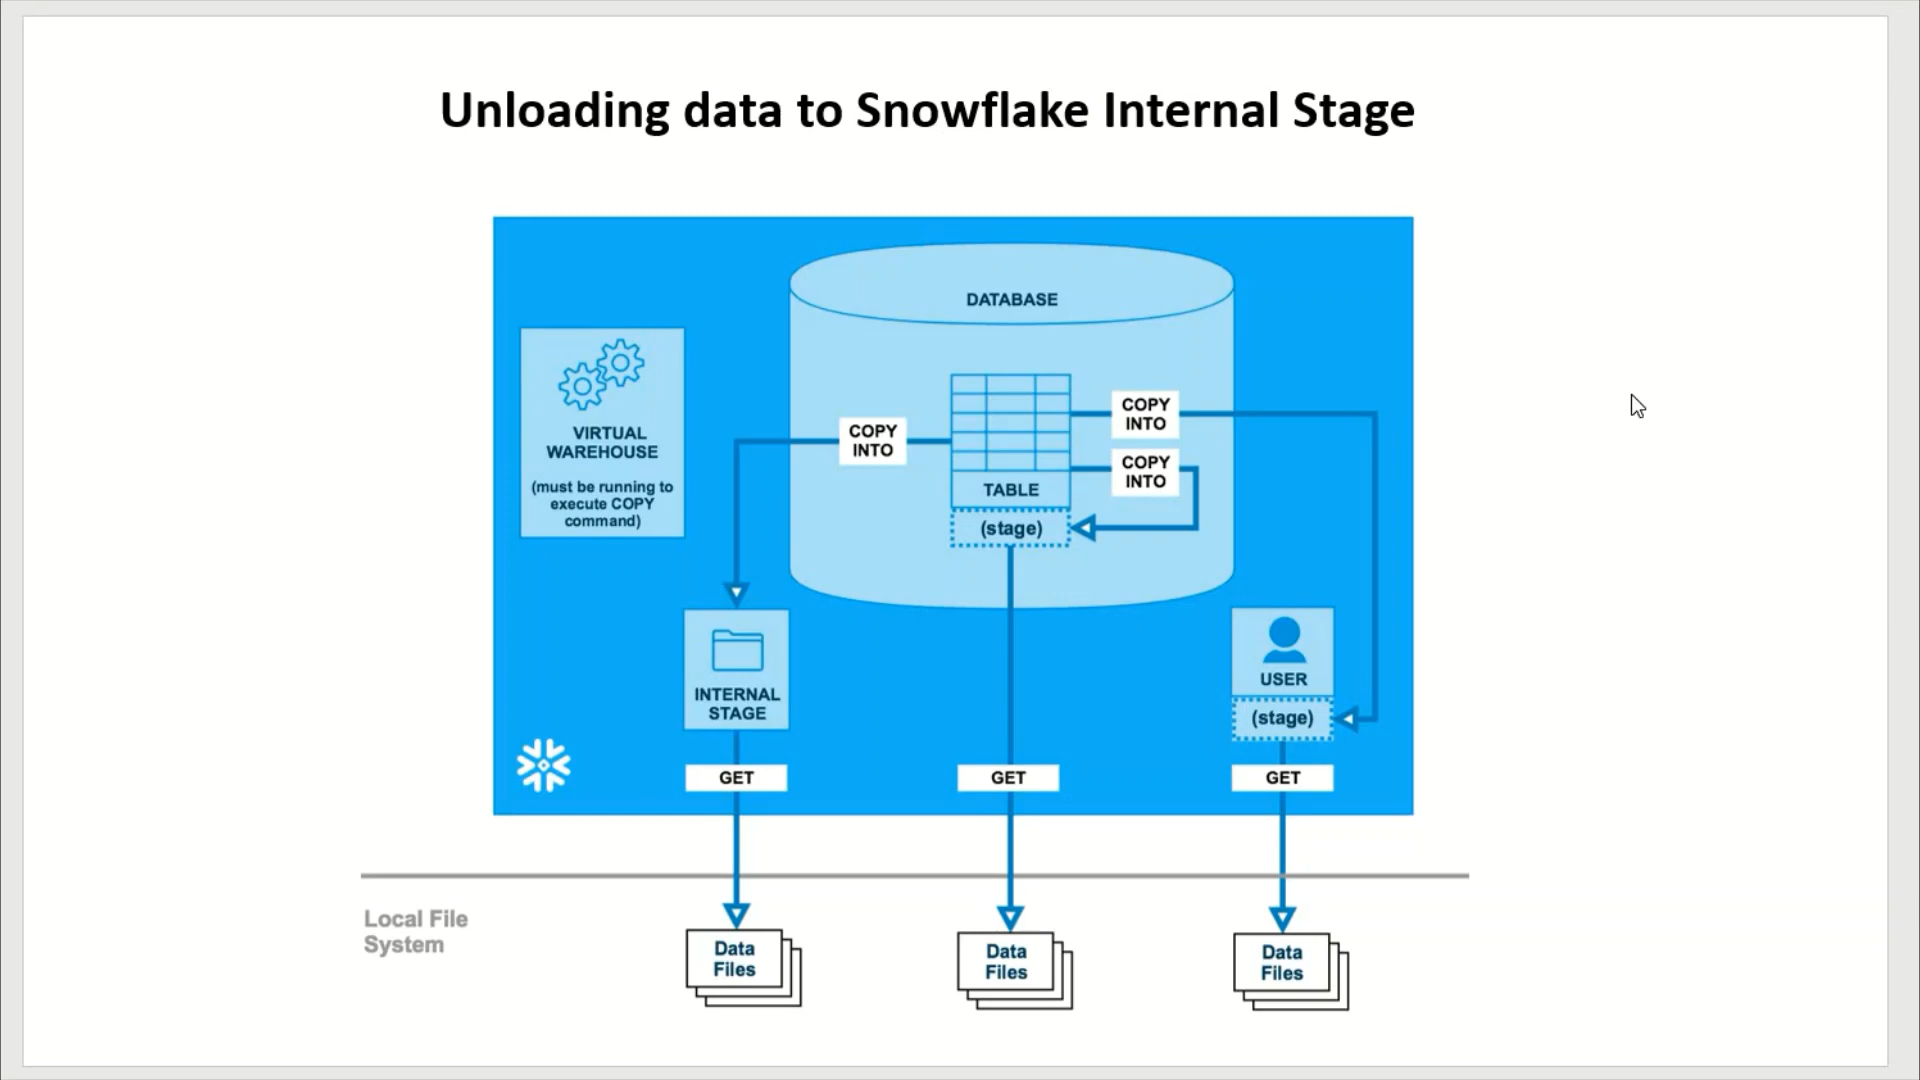 Unloading data to Snowflake Internal Stage
DATABASE
VIRTUAL
WAREHOUSE
(must be running to
execute COPY
command)
COPY
INTO
COPY
INTO
COPY
INTO
TABLE
(stage)
INTERNAL
STAGE
USER
(stage)
GET
GET
GET
Local File
System
Data
Files
Data
Files
Data
Files